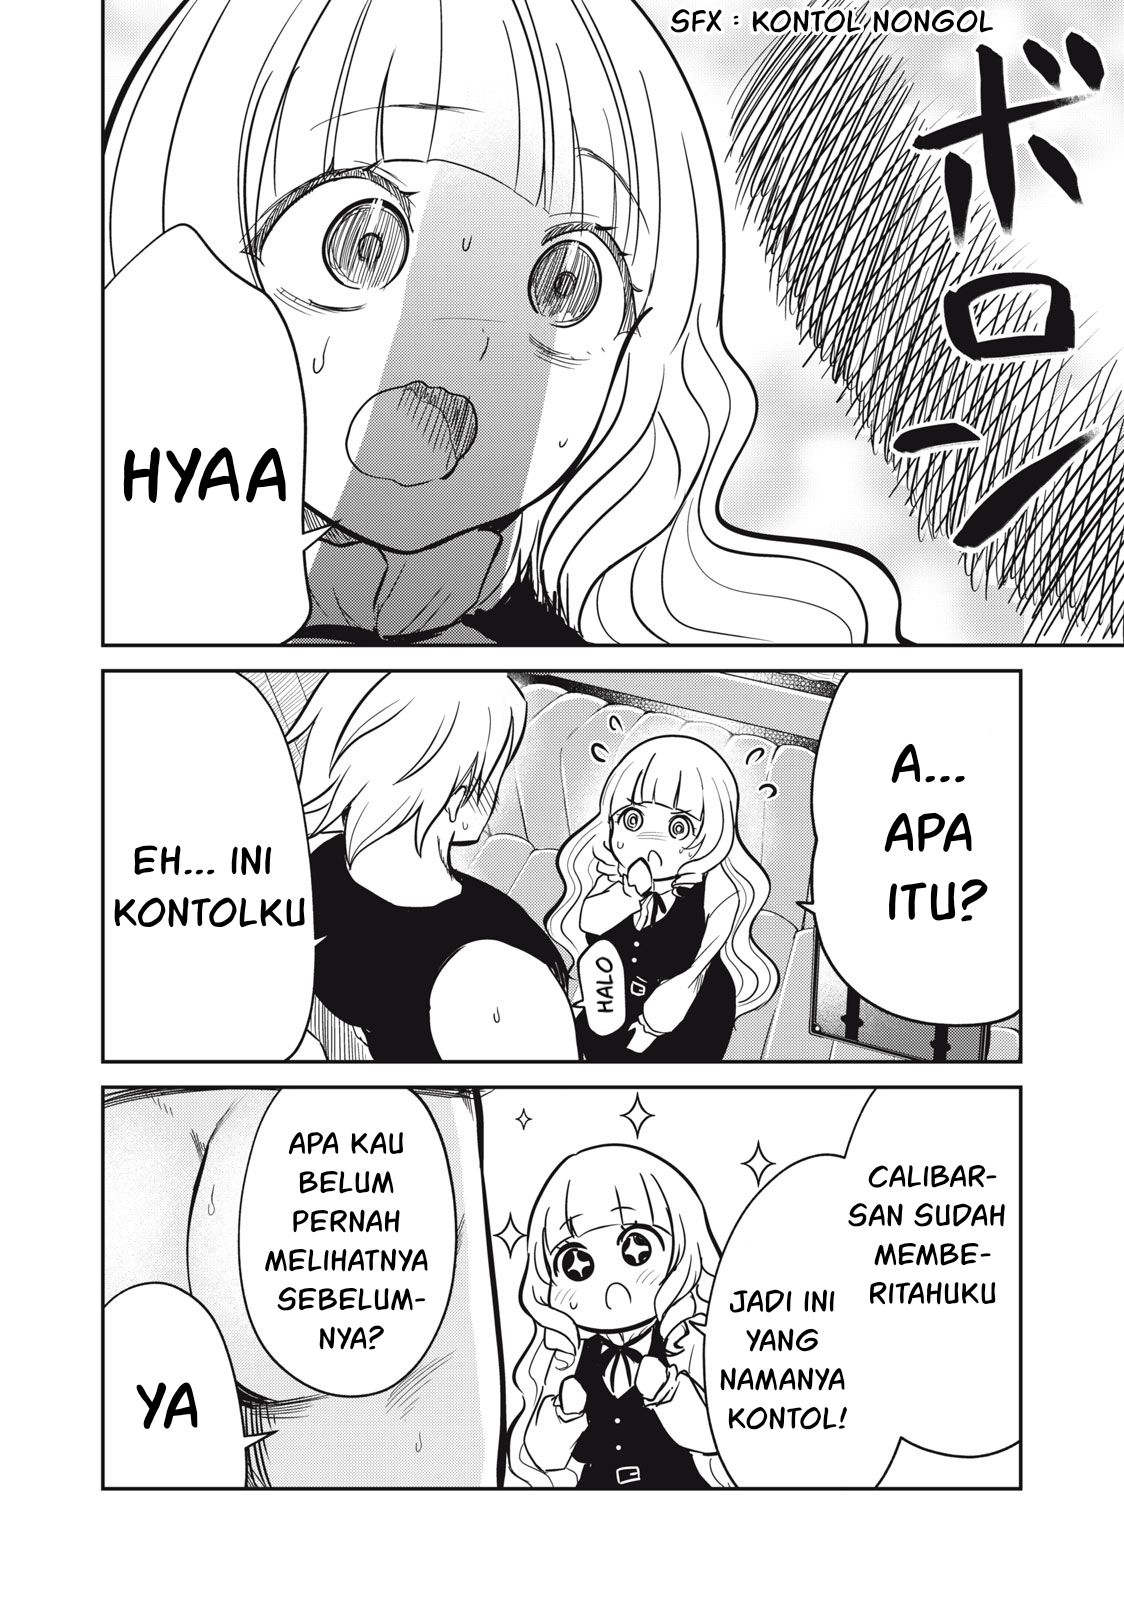 SFX : KONTOL NONGOL
ボロン
HYAA
A...
APA
ITU?
HALO
EH... INI
KONTOLKU
CALIBAR-
SAN SUDAH
MEMBE-
RITAHUKU
JADI INI
YANG
NAMANYA
KONTOL!
APA KAU
BELUM
PERNAH
MELIHATNYA
SEBELUM-
NYA?
YA